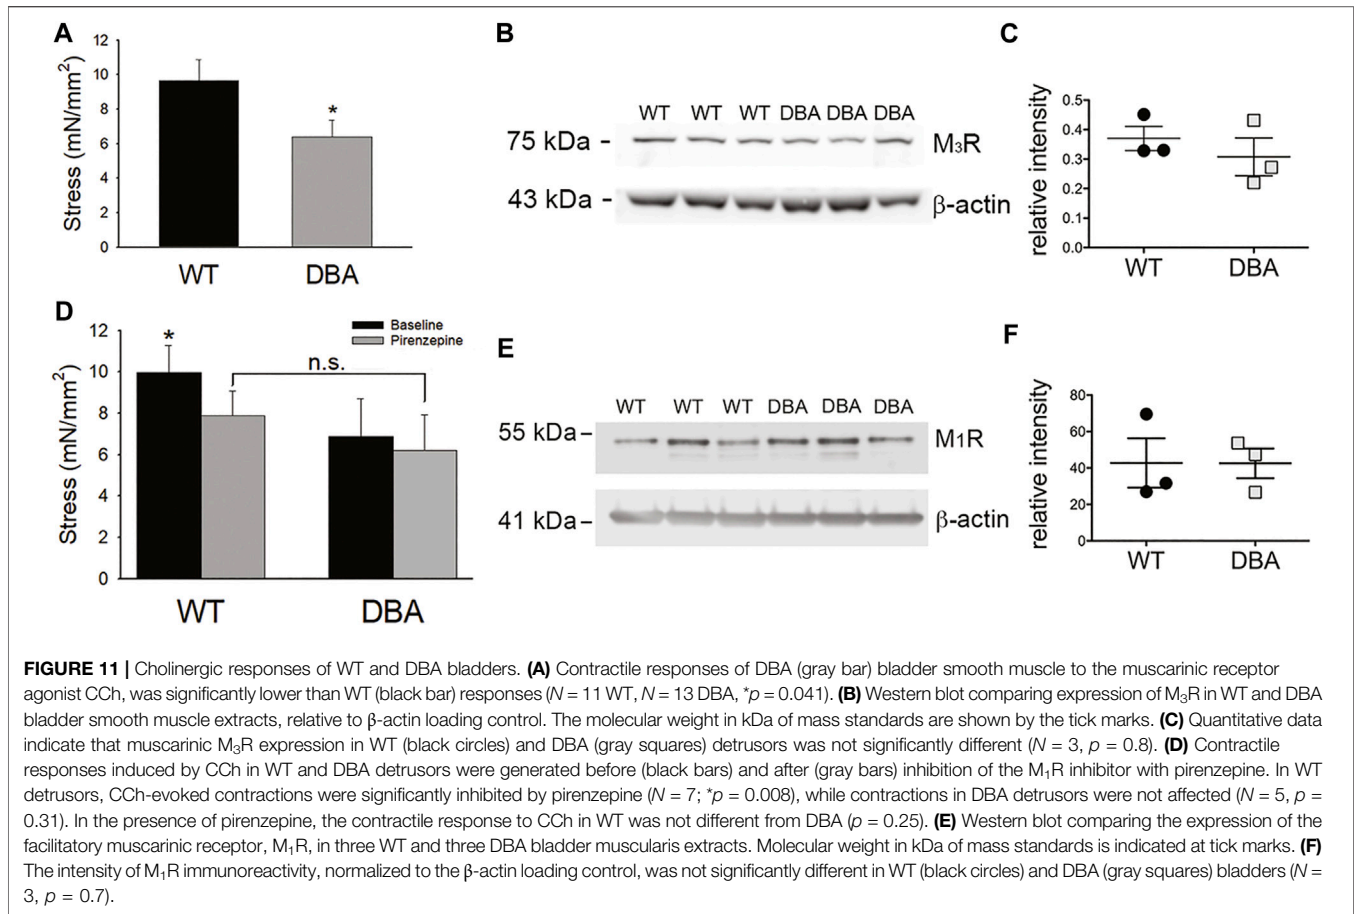 A
12
10
8
6
4
2
0
Stress (mN/mm²)
*
WT
DBA
B
WT WT WT DBA DBA DBA
75 kDa -
M₃R
43 kDa -
β-actin
C
relative intensity
0.5
0.4
0.3
0.2
0.1
0.0
WT
DBA
D
12
10
8
6
4
2
0
Stress (mN/mm²)
Baseline
Pirenzepine
*
n.s.
WT
DBA
E
WT WT WT DBA DBA DBA
55 kDa –
M1R
41 kDa –
β-actin
F
relative intensity
80
60
40
20
0
WT
DBA
FIGURE 11 | Cholinergic responses of WT and DBA bladders. (A) Contractile responses of DBA (gray bar) bladder smooth muscle to the muscarinic receptor
agonist CCh, was significantly lower than WT (black bar) responses (N = 11 WT, N = 13 DBA, *p = 0.041). (B) Western blot comparing expression of M₃R in WT and DBA
bladder smooth muscle extracts, relative to β-actin loading control. The molecular weight in kDa of mass standards are shown by the tick marks. (C) Quantitative data
indicate that muscarinic M₃R expression in WT (black circles) and DBA (gray squares) detrusors was not significantly different (N = 3, p = 0.8). (D) Contractile
responses induced by CCh in WT and DBA detrusors were generated before (black bars) and after (gray bars) inhibition of the M₁R inhibitor with pirenzepine. In WT
detrusors, CCh-evoked contractions were significantly inhibited by pirenzepine (N = 7; *p = 0.008), while contractions in DBA detrusors were not affected (N = 5, p =
0.31). In the presence of pirenzepine, the contractile response to CCh in WT was not different from DBA (p = 0.25). (E) Western blot comparing the expression of the
facilitatory muscarinic receptor, M₁R, in three WT and three DBA bladder muscularis extracts. Molecular weight in kDa of mass standards is indicated at tick marks. (F)
The intensity of M₁R immunoreactivity, normalized to the β-actin loading control, was not significantly different in WT (black circles) and DBA (gray squares) bladders (N =
3, p = 0.7).